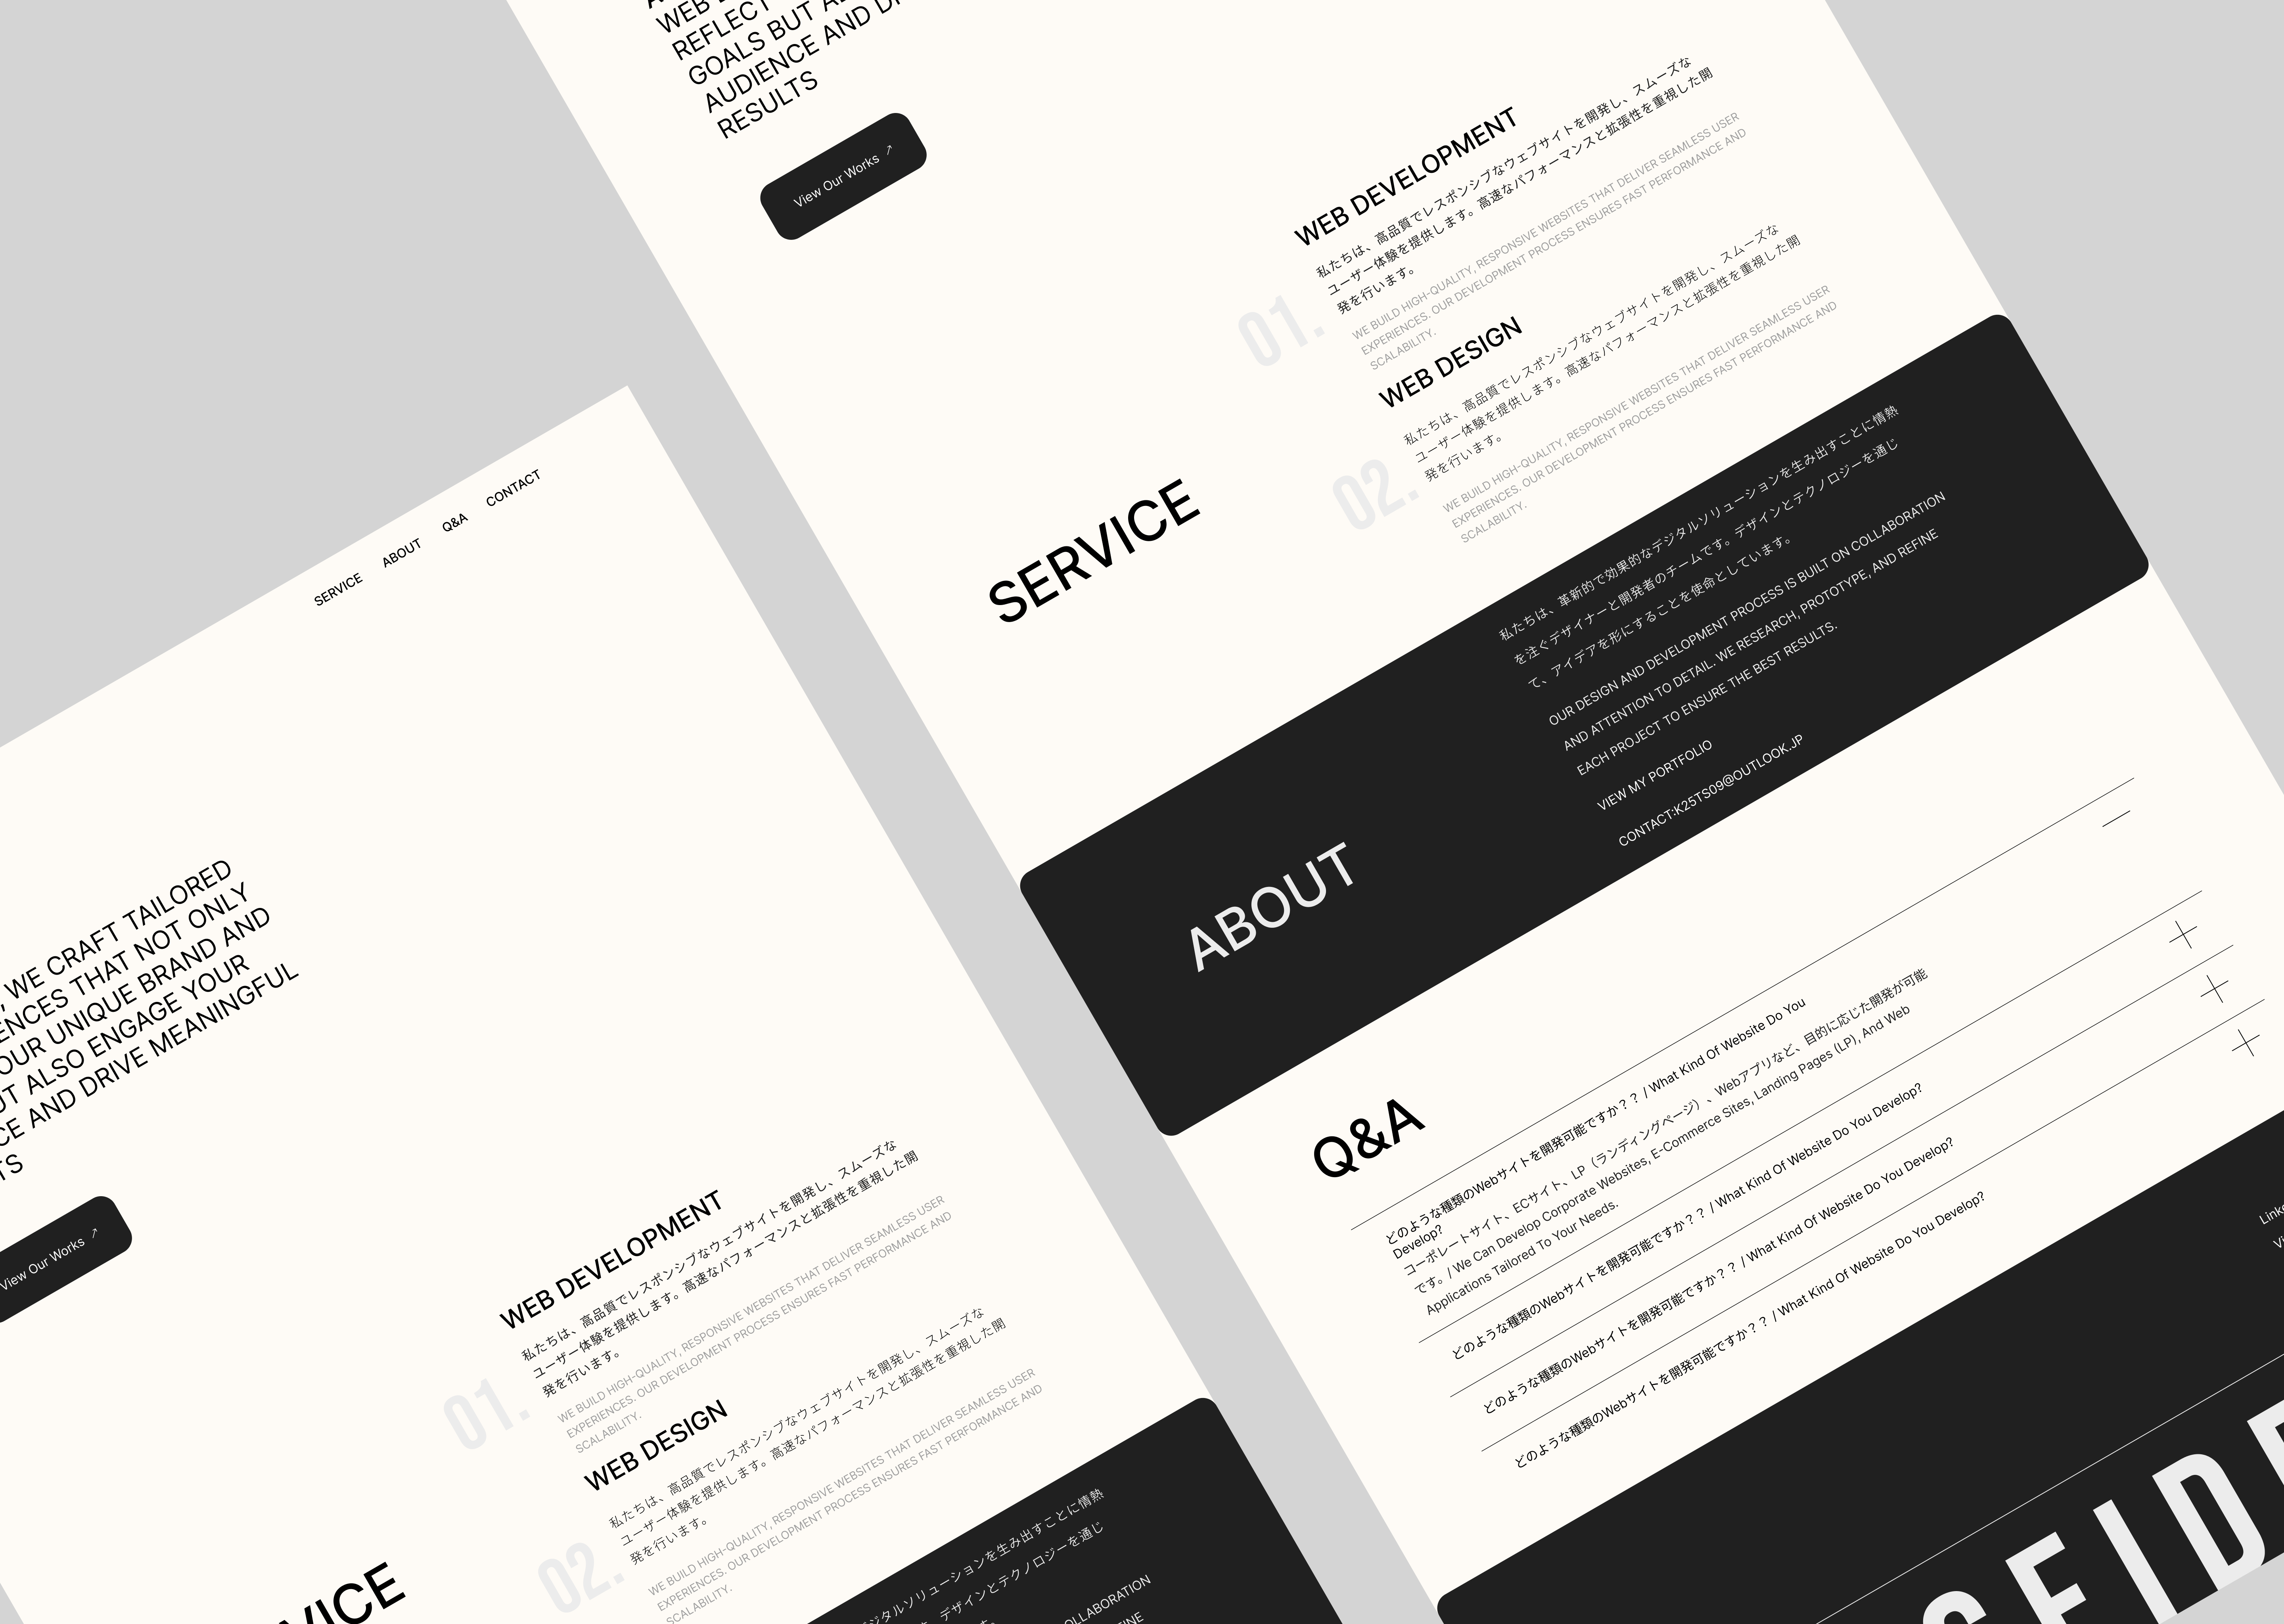 SERVICE
ABOUT
Q&A
CONTACT
WE CRAFT TAILORED
THAT NOT ONLY
OUR UNIQUE BRAND AND
ALSO ENGAGE YOUR
AND DRIVE MEANINGFUL
View Our Works ↗
01.
WEB DEVELOPMENT
私たちは、高品質でレスポンシブなウェブサイトを開発し、スムーズな
ユーザー体験を提供します。高速なパフォーマンスと拡張性を重視した開
発を行います。
WE BUILD HIGH-QUALITY, RESPONSIVE WEBSITES THAT DELIVER SEAMLESS USER
EXPERIENCES. OUR DEVELOPMENT PROCESS ENSURES FAST PERFORMANCE AND
SCALABILITY.
02.
WEB DESIGN
私たちは、高品質でレスポンシブなウェブサイトを開発し、スムーズな
ユーザー体験を提供します。高速なパフォーマンスと拡張性を重視した開
発を行います。
WE BUILD HIGH-QUALITY, RESPONSIVE WEBSITES THAT DELIVER SEAMLESS USER
EXPERIENCES. OUR DEVELOPMENT PROCESS ENSURES FAST PERFORMANCE AND
SCALABILITY.
デジタルソリューションを生み出すことに情熱
デザインとテクノロジーを通じ
WEB
REFLECT
GOALS BUT
AUDIENCE AND
RESULTS
View Our Works ↗
SERVICE
01.
WEB DEVELOPMENT
私たちは、高品質でレスポンシブなウェブサイトを開発し、スムーズな
ユーザー体験を提供します。高速なパフォーマンスと拡張性を重視した開
発を行います。
WE BUILD HIGH-QUALITY, RESPONSIVE WEBSITES THAT DELIVER SEAMLESS USER
EXPERIENCES. OUR DEVELOPMENT PROCESS ENSURES FAST PERFORMANCE AND
SCALABILITY.
02.
WEB DESIGN
私たちは、高品質でレスポンシブなウェブサイトを開発し、スムーズな
ユーザー体験を提供します。高速なパフォーマンスと拡張性を重視した開
発を行います。
WE BUILD HIGH-QUALITY, RESPONSIVE WEBSITES THAT DELIVER SEAMLESS USER
EXPERIENCES. OUR DEVELOPMENT PROCESS ENSURES FAST PERFORMANCE AND
SCALABILITY.
ABOUT
私たちは、革新的で効果的なデジタルソリューションを生み出すことに情熱
を注ぐデザイナーと開発者のチームです。デザインとテクノロジーを通じ
て、アイデアを形にすることを使命としています。
OUR DESIGN AND DEVELOPMENT PROCESS IS BUILT ON COLLABORATION
AND ATTENTION TO DETAIL. WE RESEARCH, PROTOTYPE, AND REFINE
EACH PROJECT TO ENSURE THE BEST RESULTS.
VIEW MY PORTFOLIO
CONTACT:K25TS09@OUTLOOK.JP
Q&A
どのような種類のWebサイトを開発可能ですか？？ / What Kind Of Website Do You
Develop?
コーポレートサイト、ECサイト、LP（ランディングページ）、Webアプリなど、目的に応じた開発が可能
です。/ We Can Develop Corporate Websites, E-Commerce Sites, Landing Pages (LP), And Web
Applications Tailored To Your Needs.
どのような種類のWebサイトを開発可能ですか？？ / What Kind Of Website Do You Develop?
どのような種類のWebサイトを開発可能ですか？？ / What Kind Of Website Do You Develop?
どのような種類のWebサイトを開発可能ですか？？ / What Kind Of Website Do You Develop?